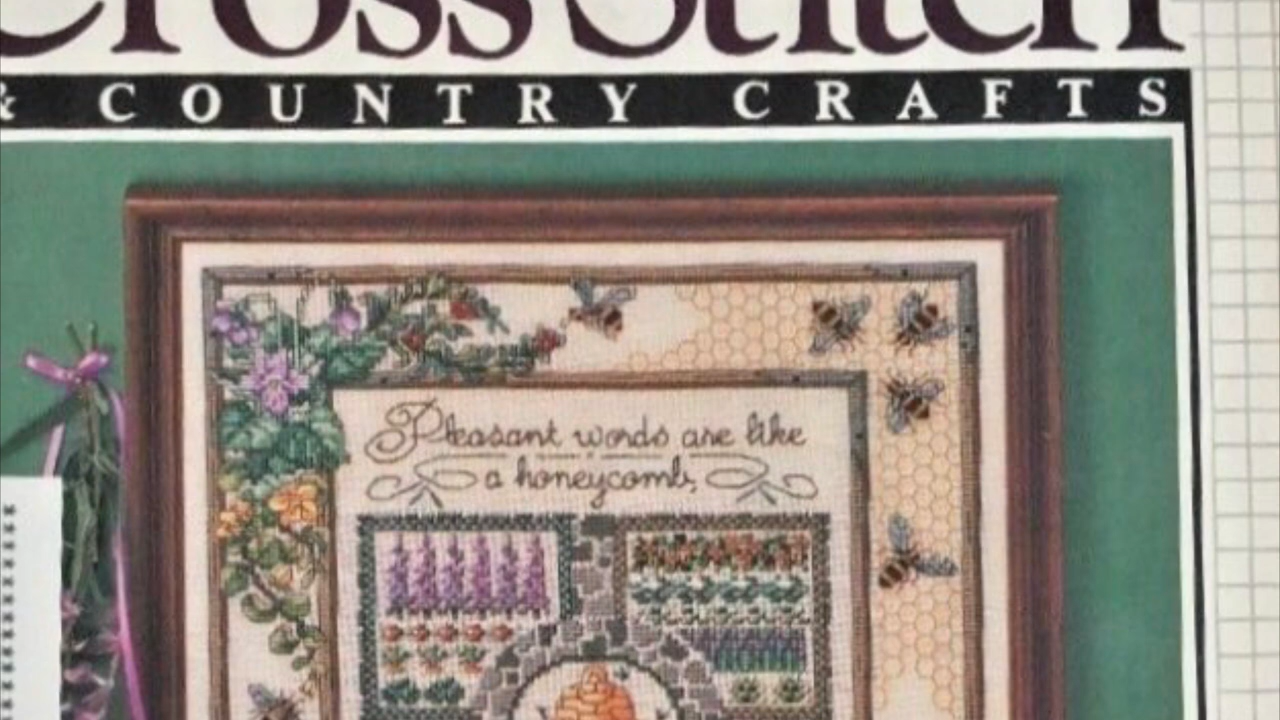 Cross Stitch
& COUNTRY CRAFTS
Pleasant words are like
a honeycomb,